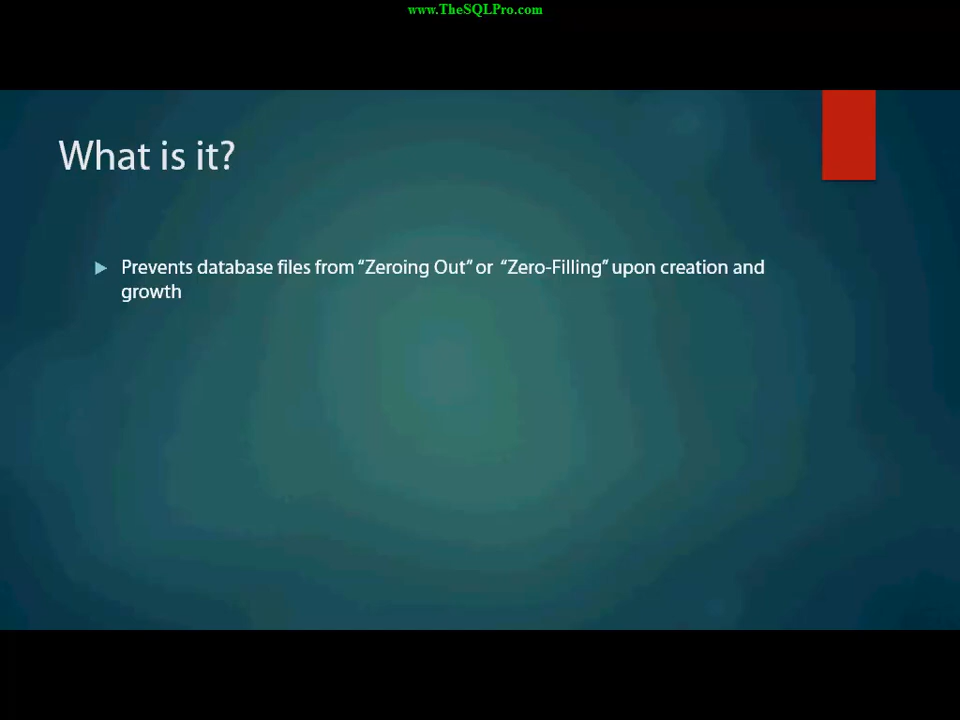 www.TheSQLPro.com
What is it?
Prevents database files from “Zeroing Out” or “Zero-Filling” upon creation and
growth